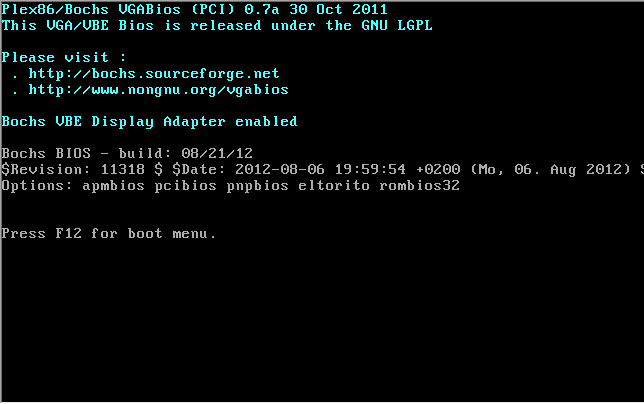 Plex86/Bochs VGABios (PCI) 0.7a 30 Oct 2011
This VGA/VBE Bios is released under the GNU LGPL
Please visit :
. http://bochs.sourceforge.net
. http://www.nongnu.org/vgabios
Bochs VBE Display Adapter enabled
Bochs BIOS - build: 08/21/12
$Revision: 11318 $ $Date: 2012-08-06 19:59:54 +0200 (Mo, 06. Aug 2012) $
Options: apmbios pcibios pnpbios eltorito rombios32
Press F12 for boot menu.